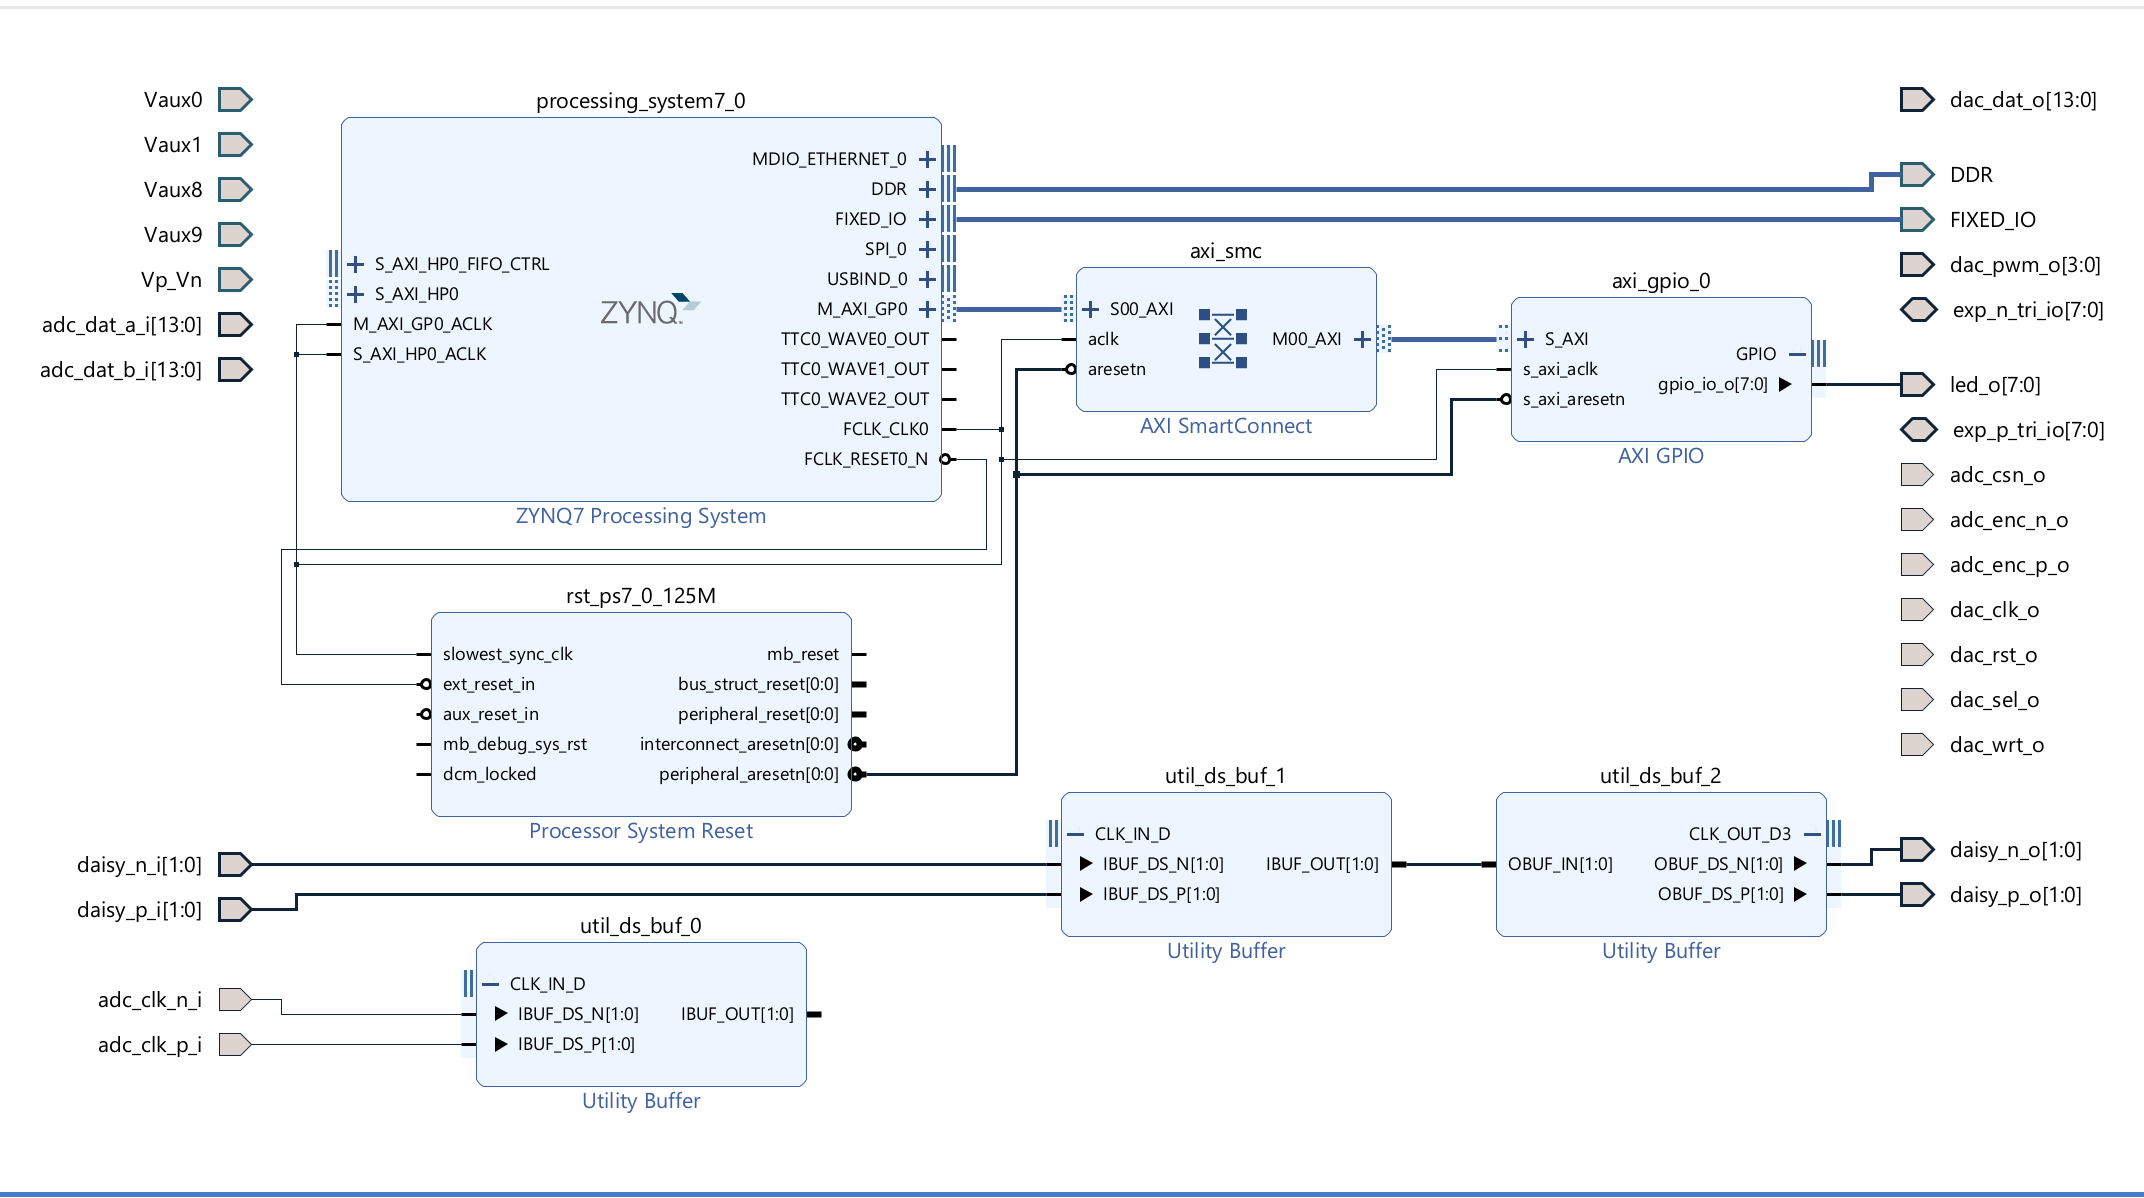 Vaux0
Vaux1
Vaux8
Vaux9
Vp_Vn
adc_dat_a_i[13:0]
adc_dat_b_i[13:0]
processing_system7_0
MDIO_ETHERNET_0
DDR
FIXED_IO
SPI_0
USBIND_0
M_AXI_GP0
TTC0_WAVE0_OUT
TTC0_WAVE1_OUT
TTC0_WAVE2_OUT
FCLK_CLK0
FCLK_RESET0_N
S_AXI_HP0_FIFO_CTRL
S_AXI_HP0
M_AXI_GP0_ACLK
S_AXI_HP0_ACLK
ZYNQ
ZYNQ7 Processing System
axi_smc
S00_AXI
aclk
aresetn
M00_AXI
AXI SmartConnect
axi_gpio_0
S_AXI
s_axi_aclk
s_axi_aresetn
GPIO
gpio_io_o[7:0]
AXI GPIO
dac_dat_o[13:0]
DDR
FIXED_IO
dac_pwm_o[3:0]
exp_n_tri_io[7:0]
led_o[7:0]
exp_p_tri_io[7:0]
adc_csn_o
adc_enc_n_o
adc_enc_p_o
dac_clk_o
dac_rst_o
dac_sel_o
dac_wrt_o
rst_ps7_0_125M
slowest_sync_clk
ext_reset_in
aux_reset_in
mb_debug_sys_rst
dcm_locked
mb_reset
bus_struct_reset[0:0]
peripheral_reset[0:0]
interconnect_aresetn[0:0]
peripheral_aresetn[0:0]
Processor System Reset
daisy_n_i[1:0]
daisy_p_i[1:0]
util_ds_buf_1
CLK_IN_D
IBUF_DS_N[1:0]
IBUF_DS_P[1:0]
IBUF_OUT[1:0]
Utility Buffer
util_ds_buf_2
OBUF_IN[1:0]
CLK_OUT_D3
OBUF_DS_N[1:0]
OBUF_DS_P[1:0]
Utility Buffer
daisy_n_o[1:0]
daisy_p_o[1:0]
adc_clk_n_i
adc_clk_p_i
util_ds_buf_0
CLK_IN_D
IBUF_DS_N[1:0]
IBUF_DS_P[1:0]
IBUF_OUT[1:0]
Utility Buffer